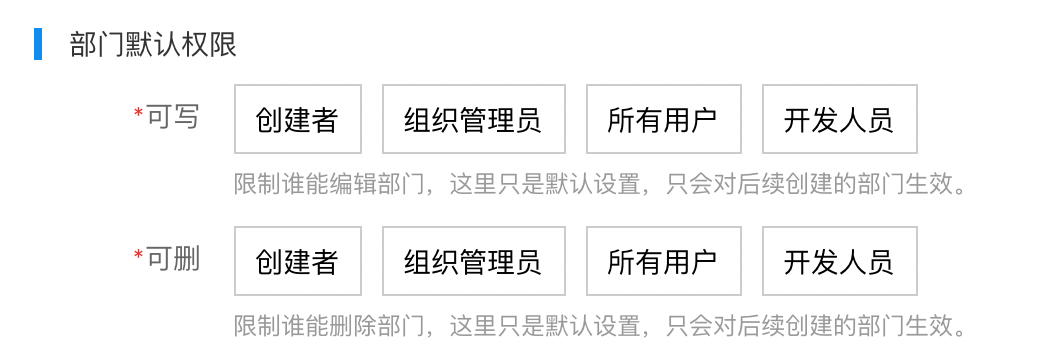 部门默认权限
*可写 创建者 组织管理员 所有用户 开发人员
限制谁能编辑部门，这里只是默认设置，只会对后续创建的部门生效。
*可删 创建者 组织管理员 所有用户 开发人员
限制谁能删除部门，这里只是默认设置，只会对后续创建的部门生效。